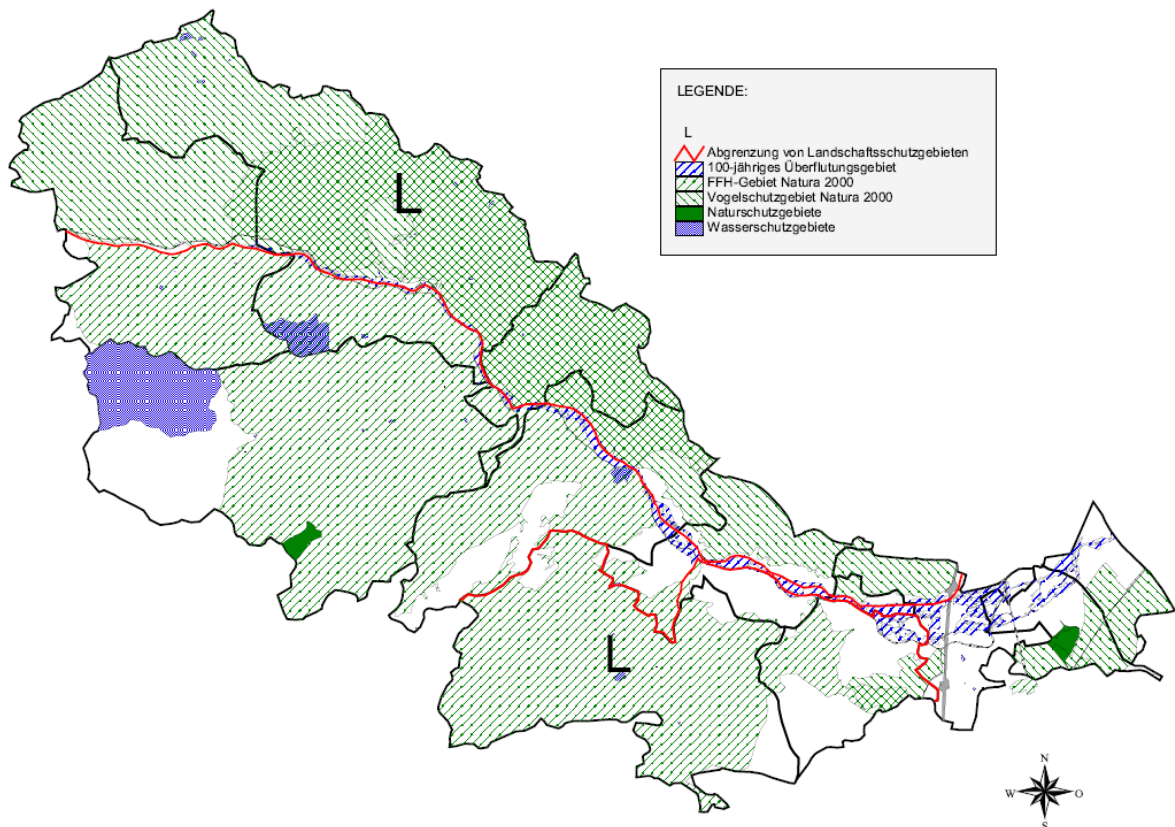 LEGENDE:
L
Abgrenzung von Landschaftsschutzgebieten
100-jähriges Überflutungsgebiet
FFH-Gebiet Natura 2000
Vogelschutzgebiet Natura 2000
Naturschutzgebiete
Wasserschutzgebiete
L
L
N
W
O
S